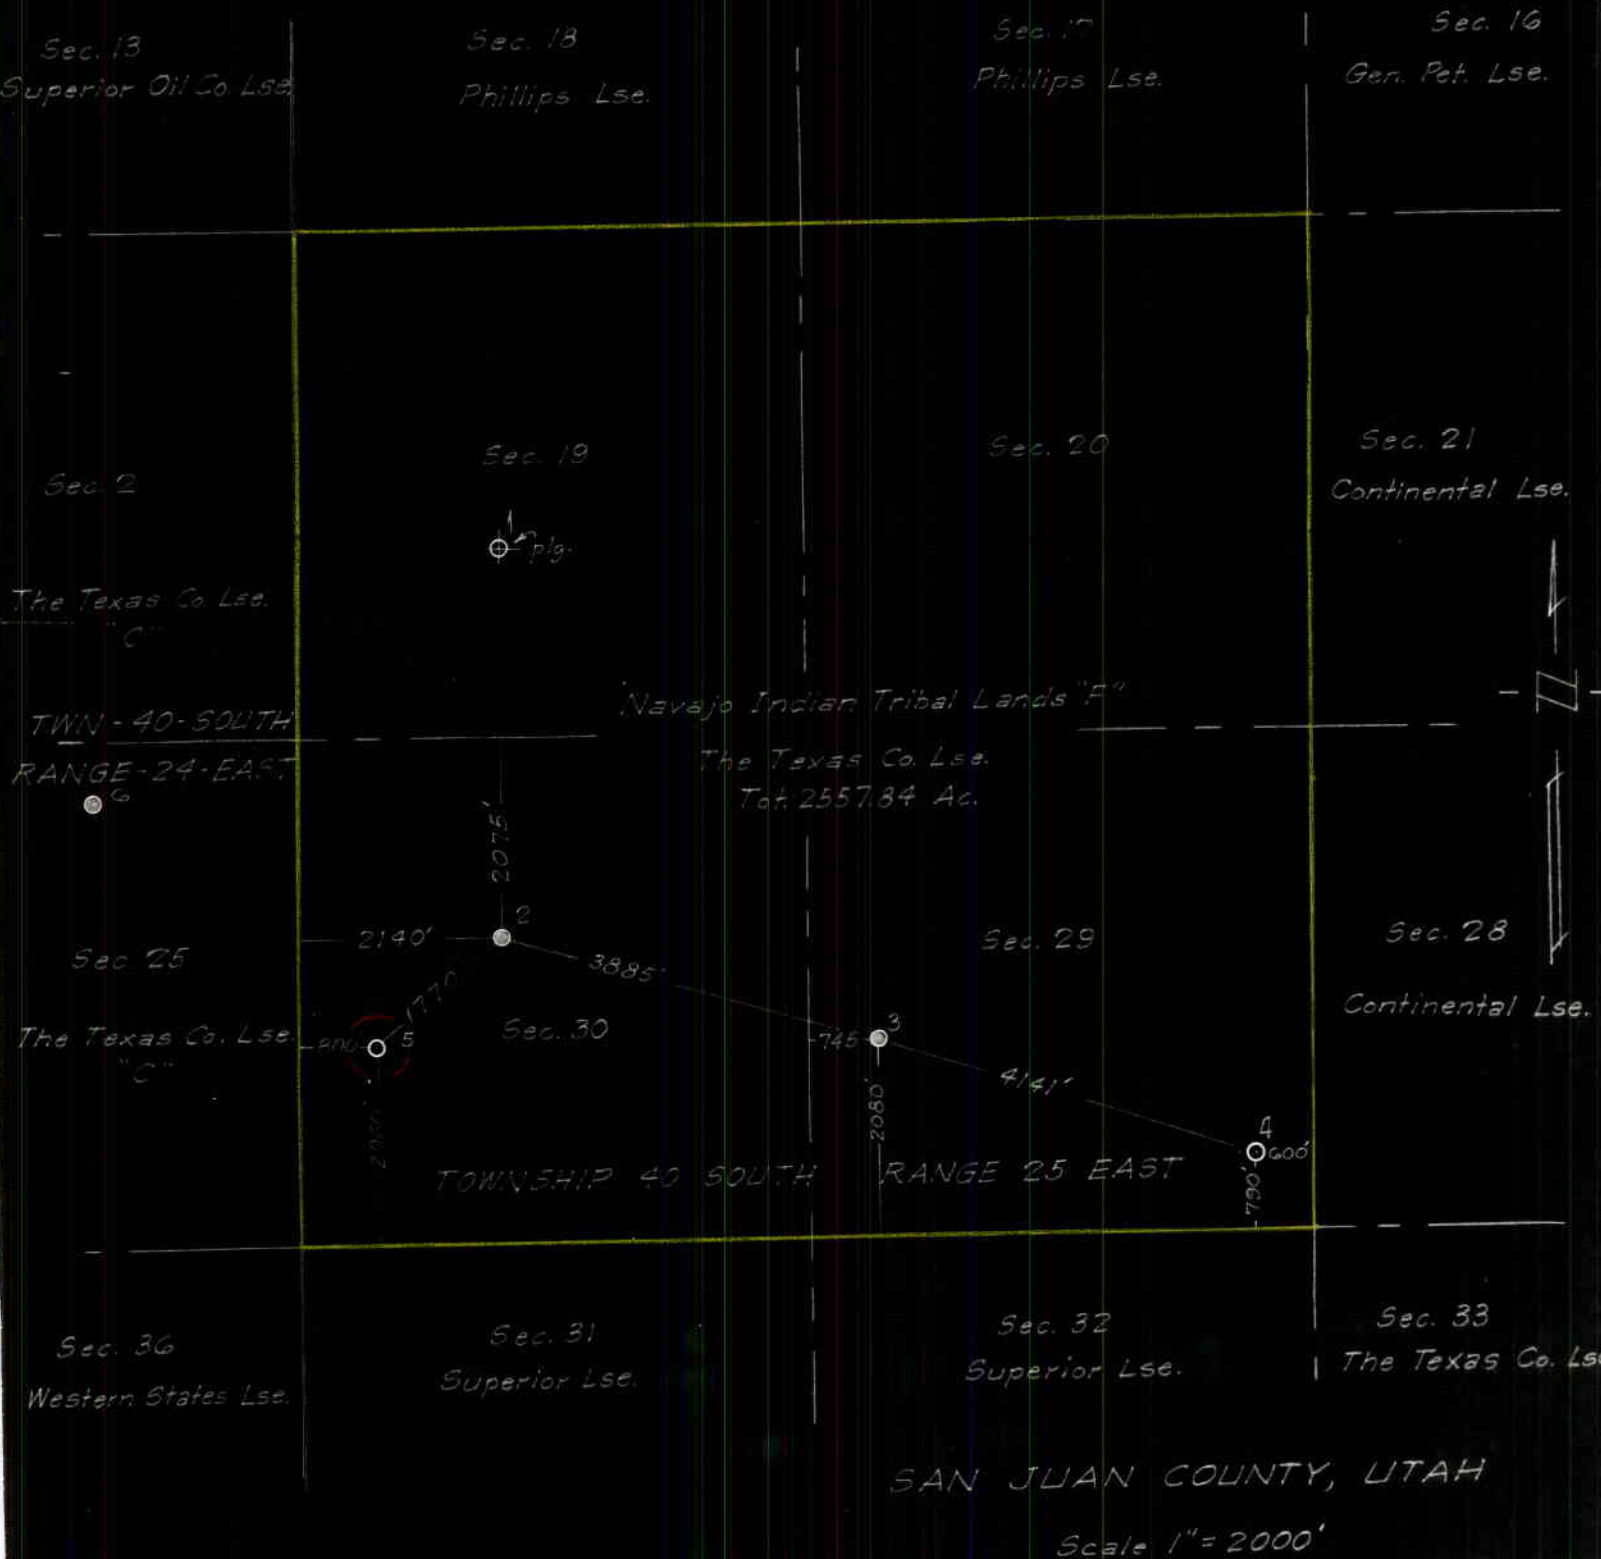 Sec. 13
Superior Oil Co. Lse.
Sec. 18
Phillips Lse.
Sec. 17
Phillips Lse.
Sec. 16
Gen. Pet. Lse.
Sec. 2
The Texas Co. Lse.
"C"
Sec. 19
1
plg.
Sec. 20
Sec. 21
Continental Lse.
Navajo Indian Tribal Lands "F"
The Texas Co. Lse.
Tot. 2557.84 Ac.
TWN-40-SOUTH
RANGE-24-EAST
6
2075'
2
2140'
3885'
1770'
Sec. 25
The Texas Co. Lse.
"C"
800
5
Sec. 30
Sec. 29
745
3
2080'
4141'
4
600'
790'
Sec. 28
Continental Lse.
TOWNSHIP 40 SOUTH RANGE 25 EAST
Sec. 36
Western States Lse.
Sec. 31
Superior Lse.
Sec. 32
Superior Lse.
Sec. 33
The Texas Co. Ls
SAN JUAN COUNTY, UTAH
Scale 1"=2000'